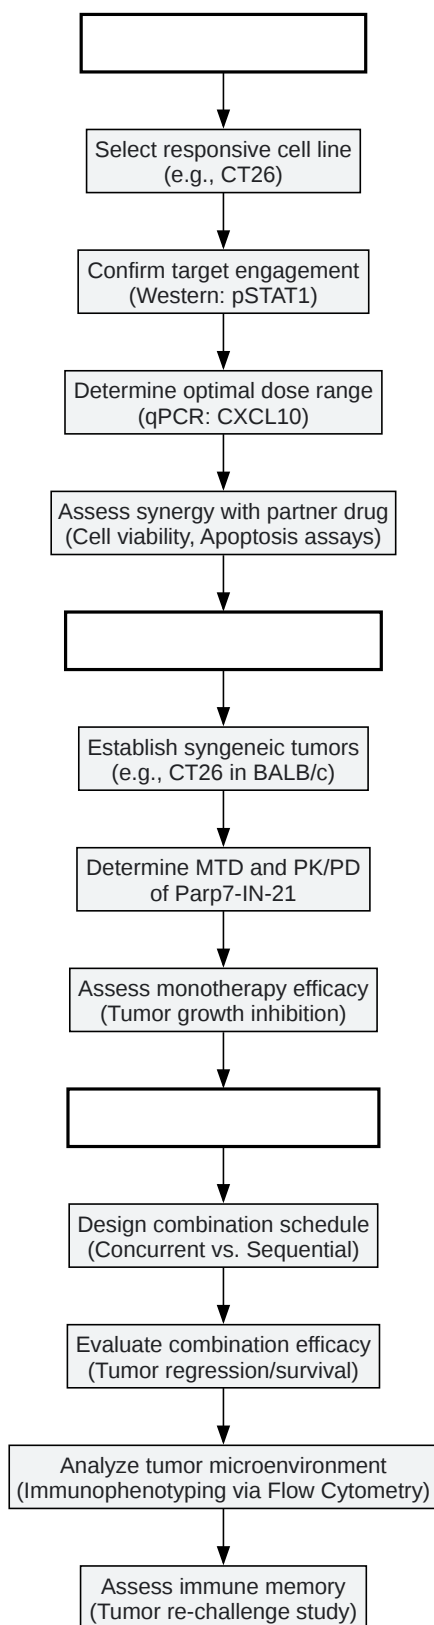 Select responsive cell line
(e.g., CT26)
Confirm target engagement
(Western: pSTAT1)
Determine optimal dose range
(qPCR: CXCL10)
Assess synergy with partner drug
(Cell viability, Apoptosis assays)
Establish syngeneic tumors
(e.g., CT26 in BALB/c)
Determine MTD and PK/PD
of Parp7-IN-21
Assess monotherapy efficacy
(Tumor growth inhibition)
Design combination schedule
(Concurrent vs. Sequential)
Evaluate combination efficacy
(Tumor regression/survival)
Analyze tumor microenvironment
(Immunophenotyping via Flow Cytometry)
Assess immune memory
(Tumor re-challenge study)